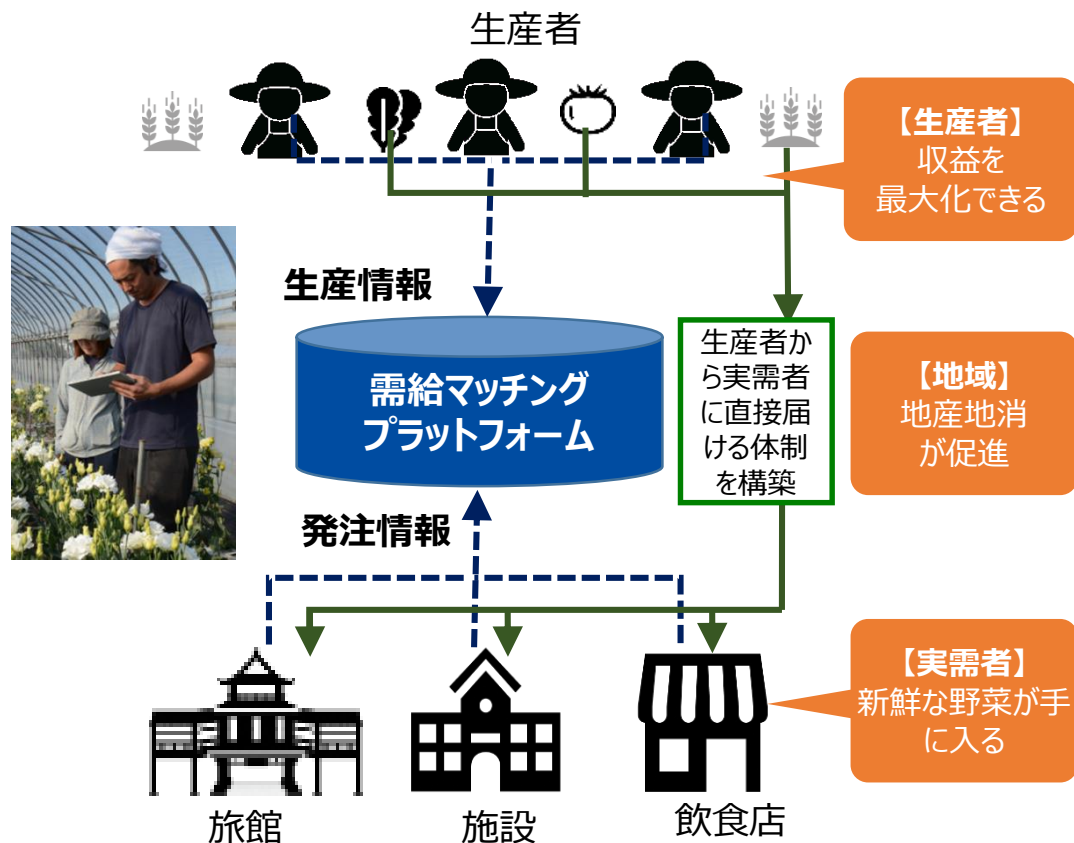 生産者
【生産者】
収益を
最大化できる
生産情報
需給マッチング
プラットフォーム
生産者か
ら実需者
に直接届
ける体制
を構築
【地域】
地産地消
が促進
発注情報
【実需者】
新鮮な野菜が手
に入る
旅館
施設
飲食店